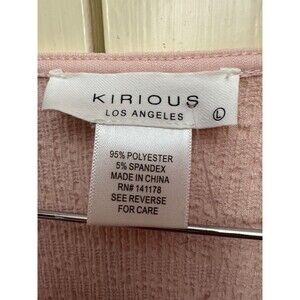 KIRIOUS
LOS ANGELES
L
95% POLYESTER
5% SPANDEX
MADE IN CHINA
RN# 141178
SEE REVERSE
FOR CARE